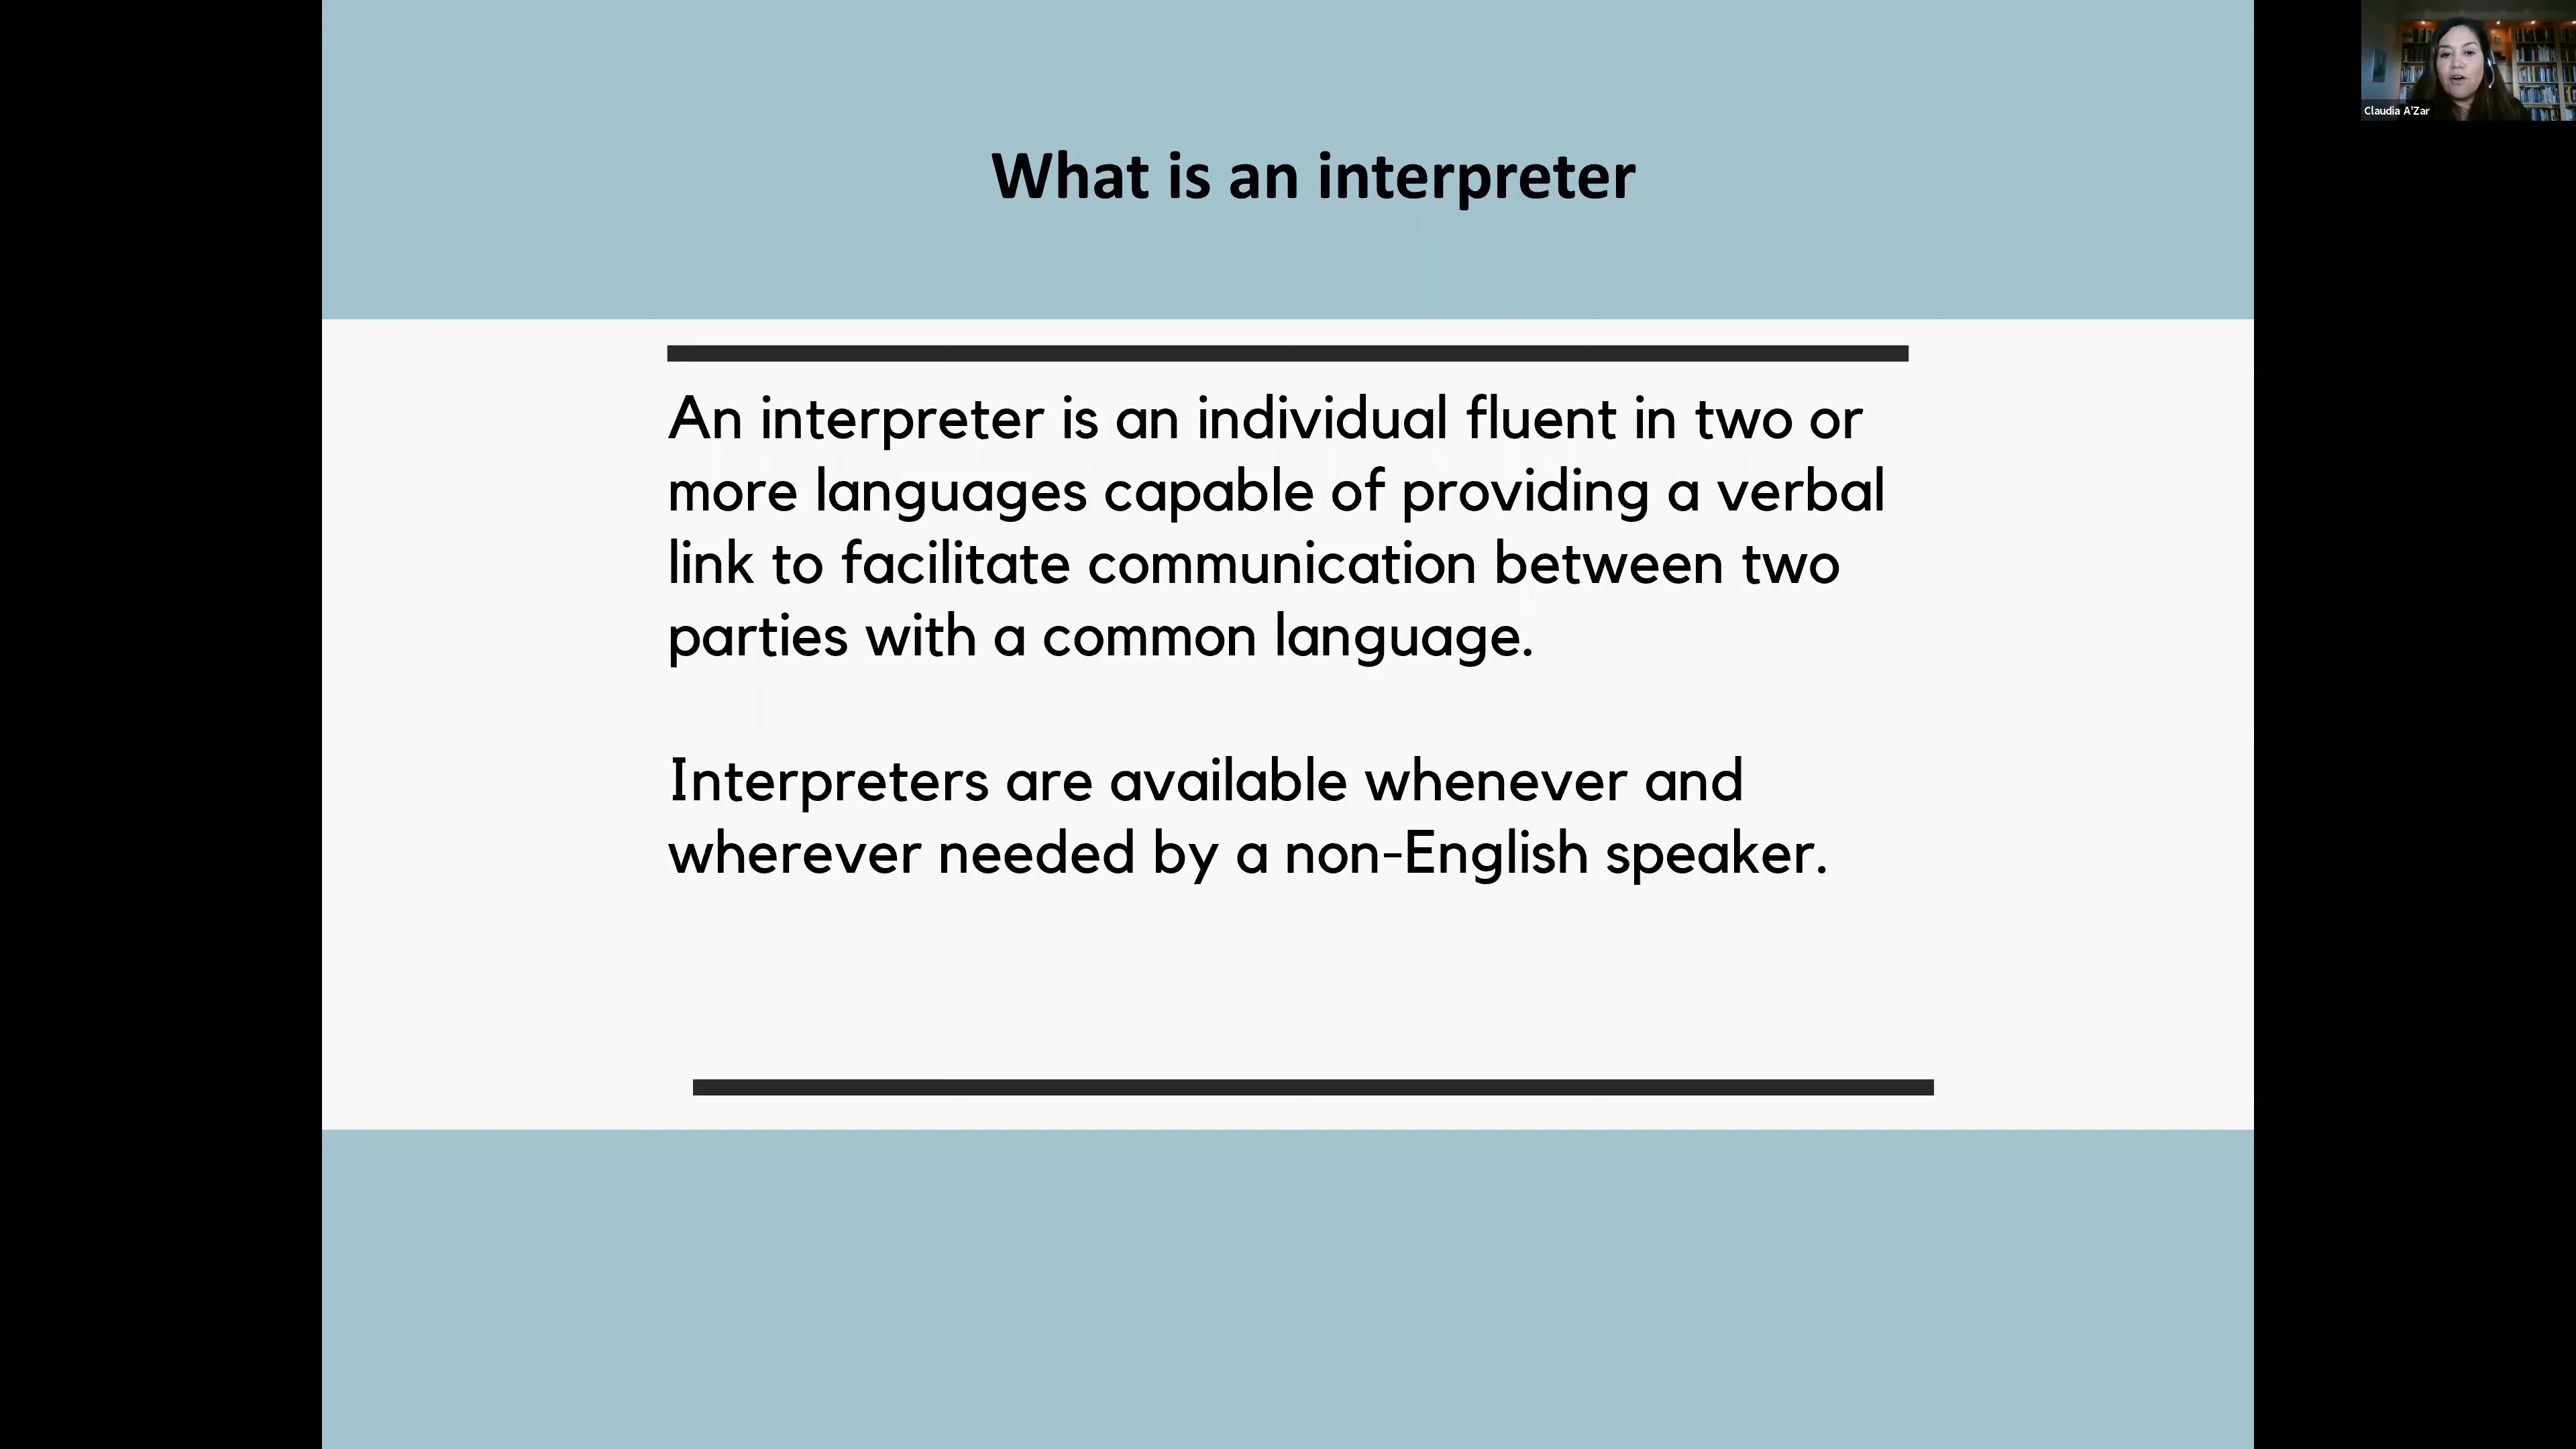 What is an interpreter
An interpreter is an individual fluent in two or
more languages capable of providing a verbal
link to facilitate communication between two
parties with a common language.
Interpreters are available whenever and
wherever needed by a non-English speaker.
Claudia A'Zar